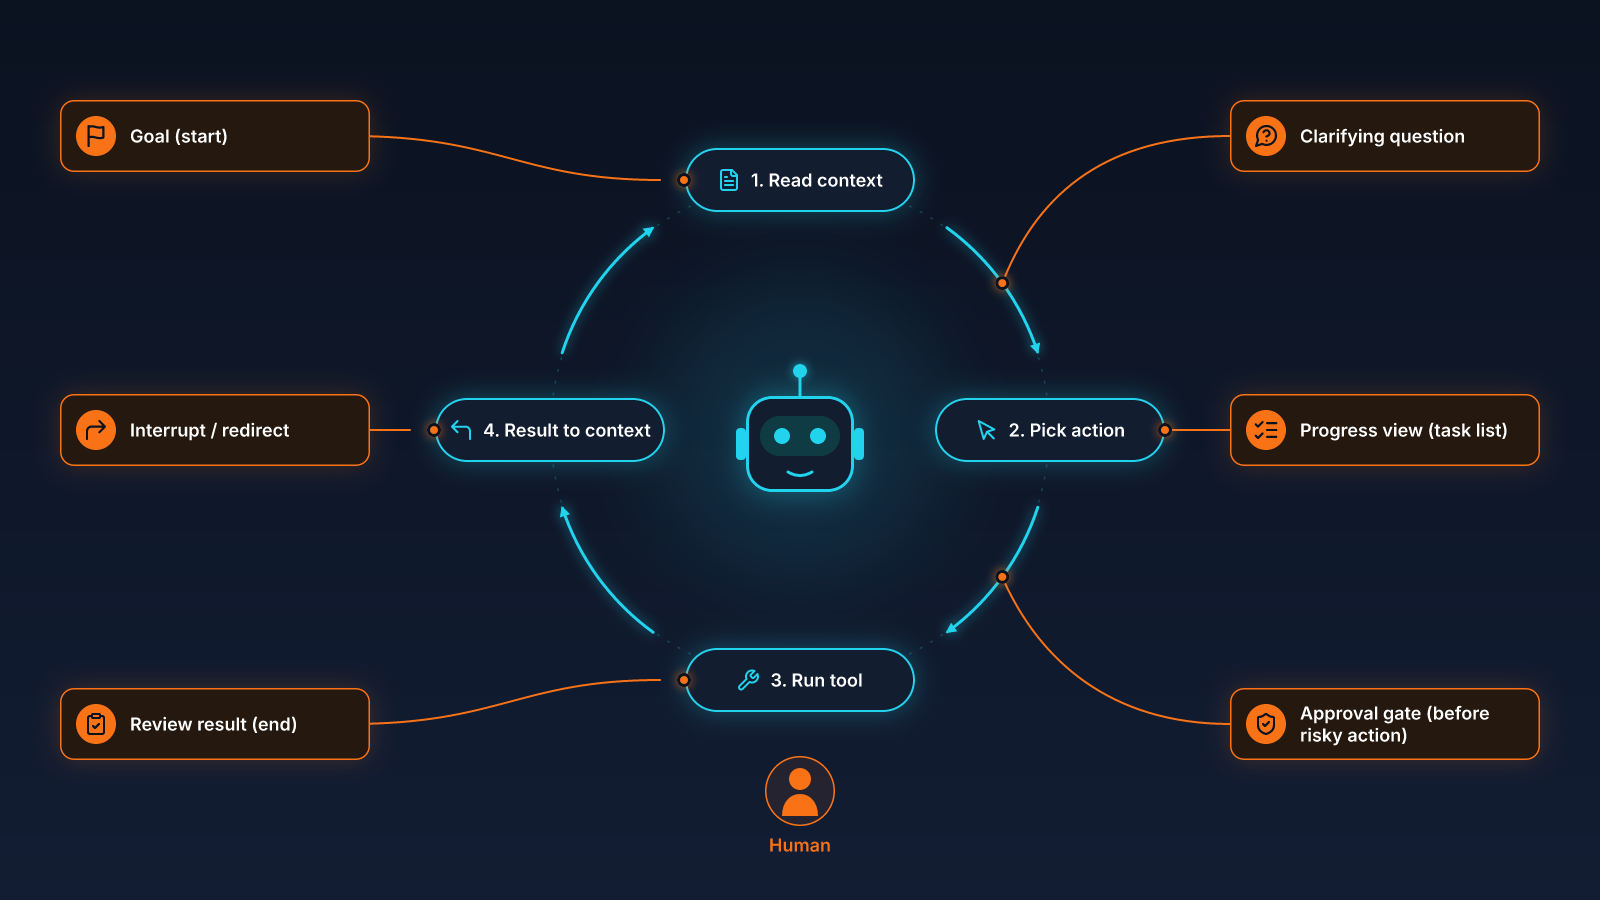 Goal (start)
Clarifying question
1. Read context
Interrupt / redirect
4. Result to context
2. Pick action
Progress view (task list)
3. Run tool
Review result (end)
Approval gate (before
risky action)
Human